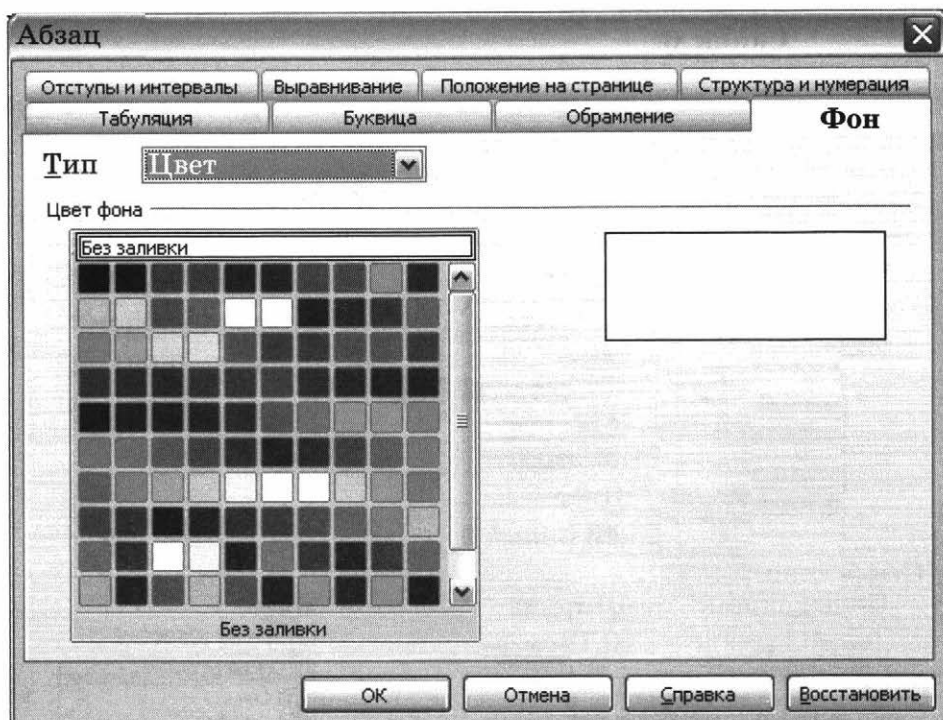 Абзац
Отступы и интервалы Выравнивание Положение на странице Структура и нумерация
Табуляция Буквица Обрамление Фон
Тип Цвет
Цвет фона
Без заливки
Без заливки
ОК Отмена Справка Восстановить